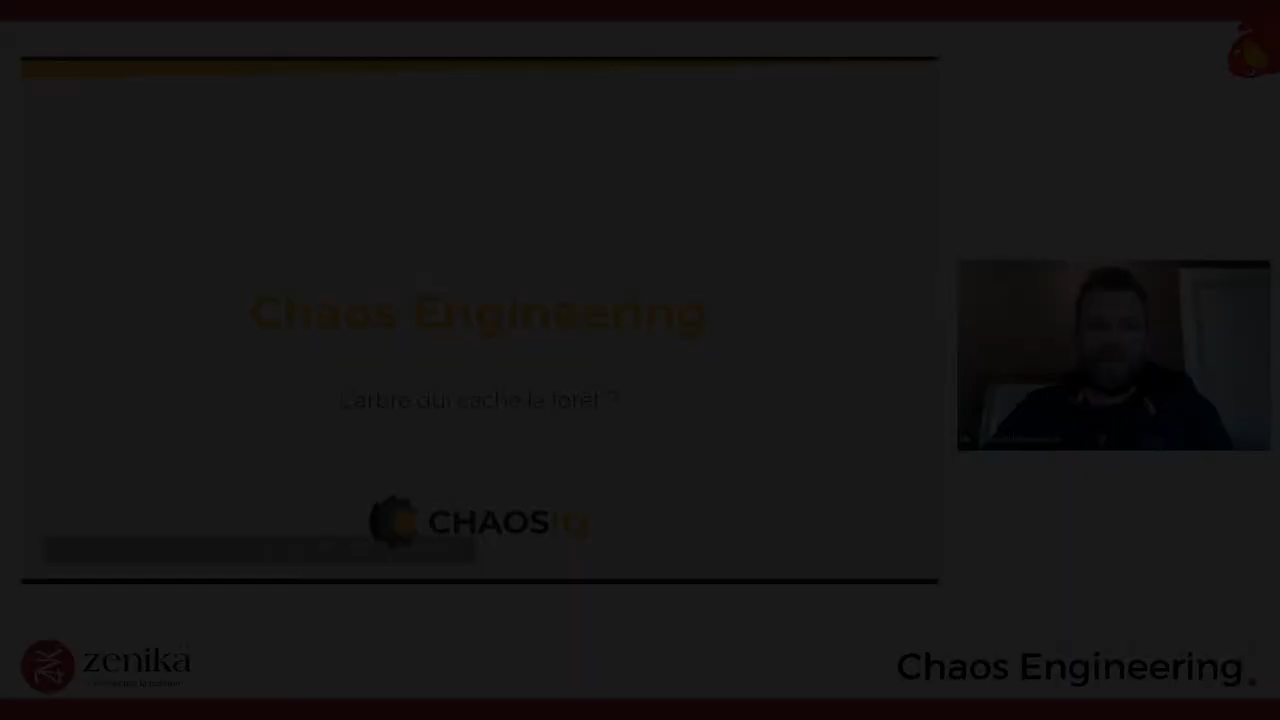 Chaos Engineering
L'arbre qui cache la forêt ?
CHAOSIQ
zenika
Chaos Engineering.